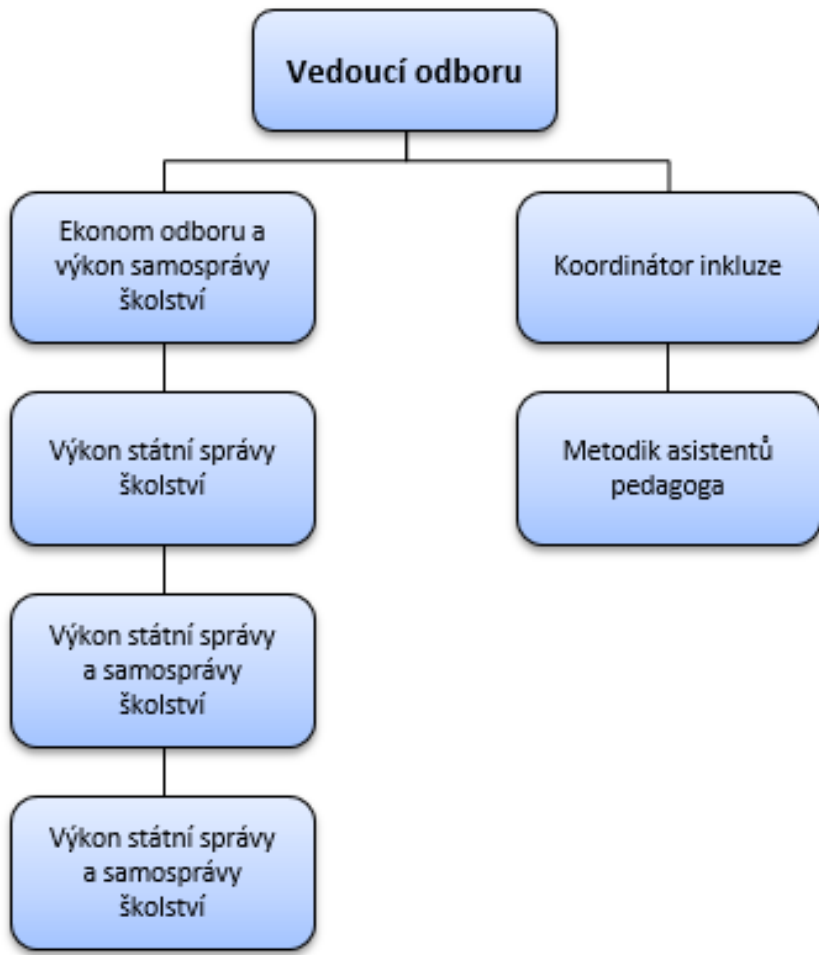 Vedoucí odboru
Ekonom odboru a
výkon samosprávy
školství
Koordinátor inkluze
Výkon státní správy
školství
Metodik asistentů
pedagoga
Výkon státní správy
a samosprávy
školství
Výkon státní správy
a samosprávy
školství